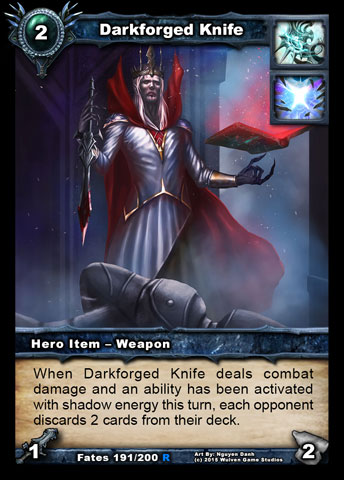 2
Darkforged Knife
Hero Item – Weapon
When Darkforged Knife deals combat
damage and an ability has been activated
with shadow energy this turn, each opponent
discards 2 cards from their deck.
1
Fates 191/200 R
Art By: Nguyen Danh
(c) 2015 Wulven Game Studios
2